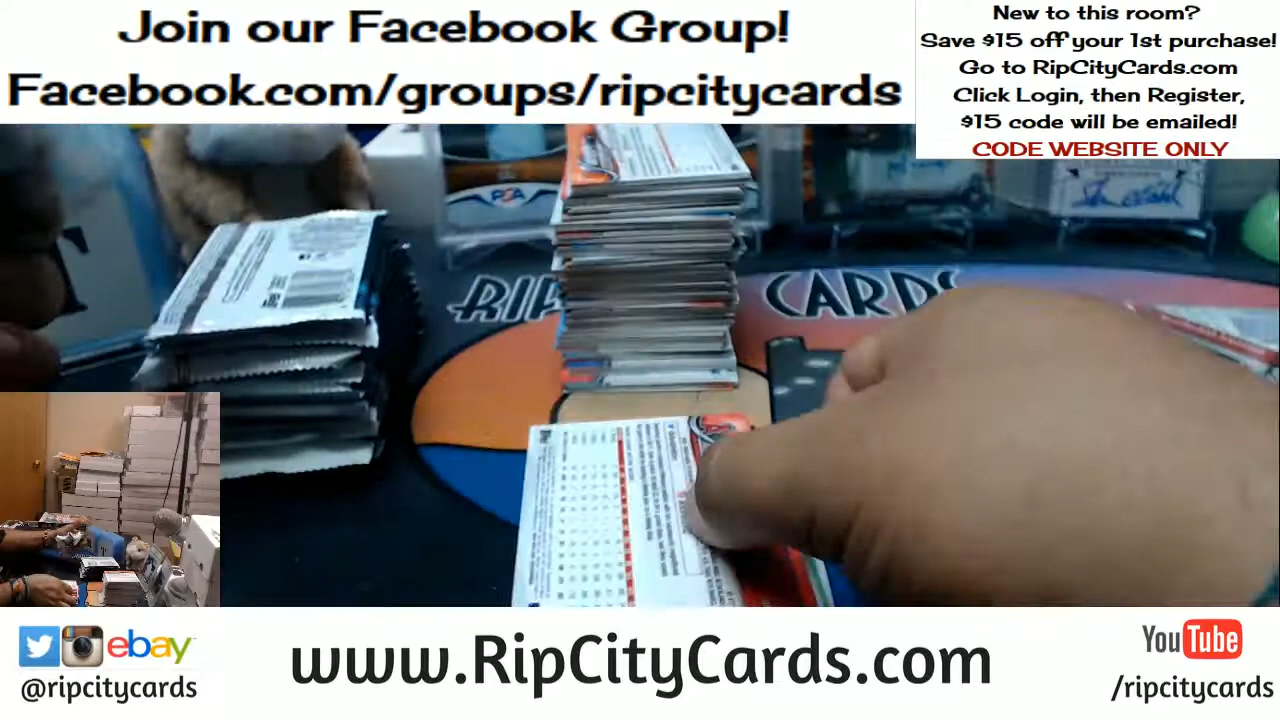 Join our Facebook Group!
Facebook.com/groups/ripcitycards
New to this room?
Save $15 off your 1st purchase!
Go to RipCityCards.com
Click Login, then Register,
$15 code will be emailed!
CODE WEBSITE ONLY
PSA
RIP CARDS
ebay
@ripcitycards
www.RipCityCards.com
YouTube
/ripcitycards